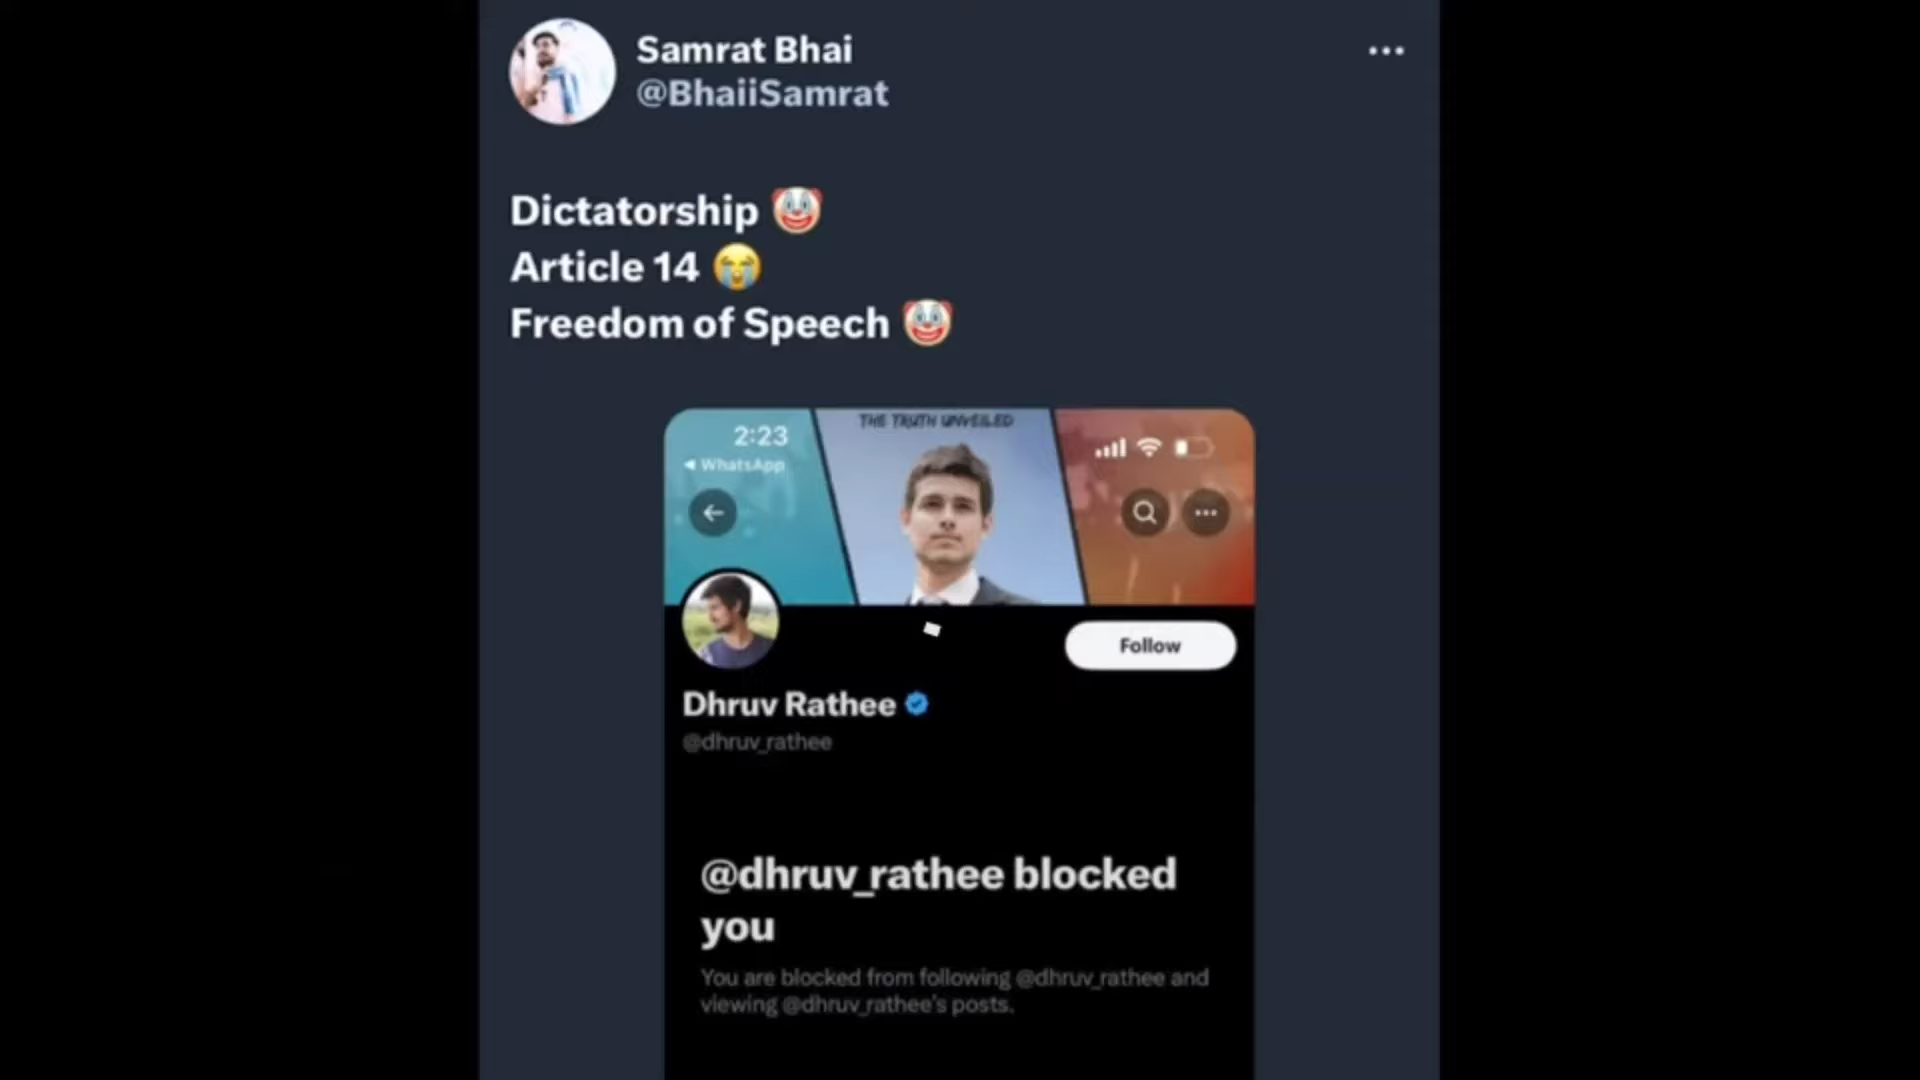 Samrat Bhai
@BhaiiSamrat
Dictatorship 🤡
Article 14 😭
Freedom of Speech 🤡
THE TRUTH UNVEILED
2:23
WhatsApp
Follow
Dhruv Rathee
@dhruv_rathee
@dhruv_rathee blocked
you
You are blocked from following @dhruv_rathee and
viewing @dhruv_rathee's posts.